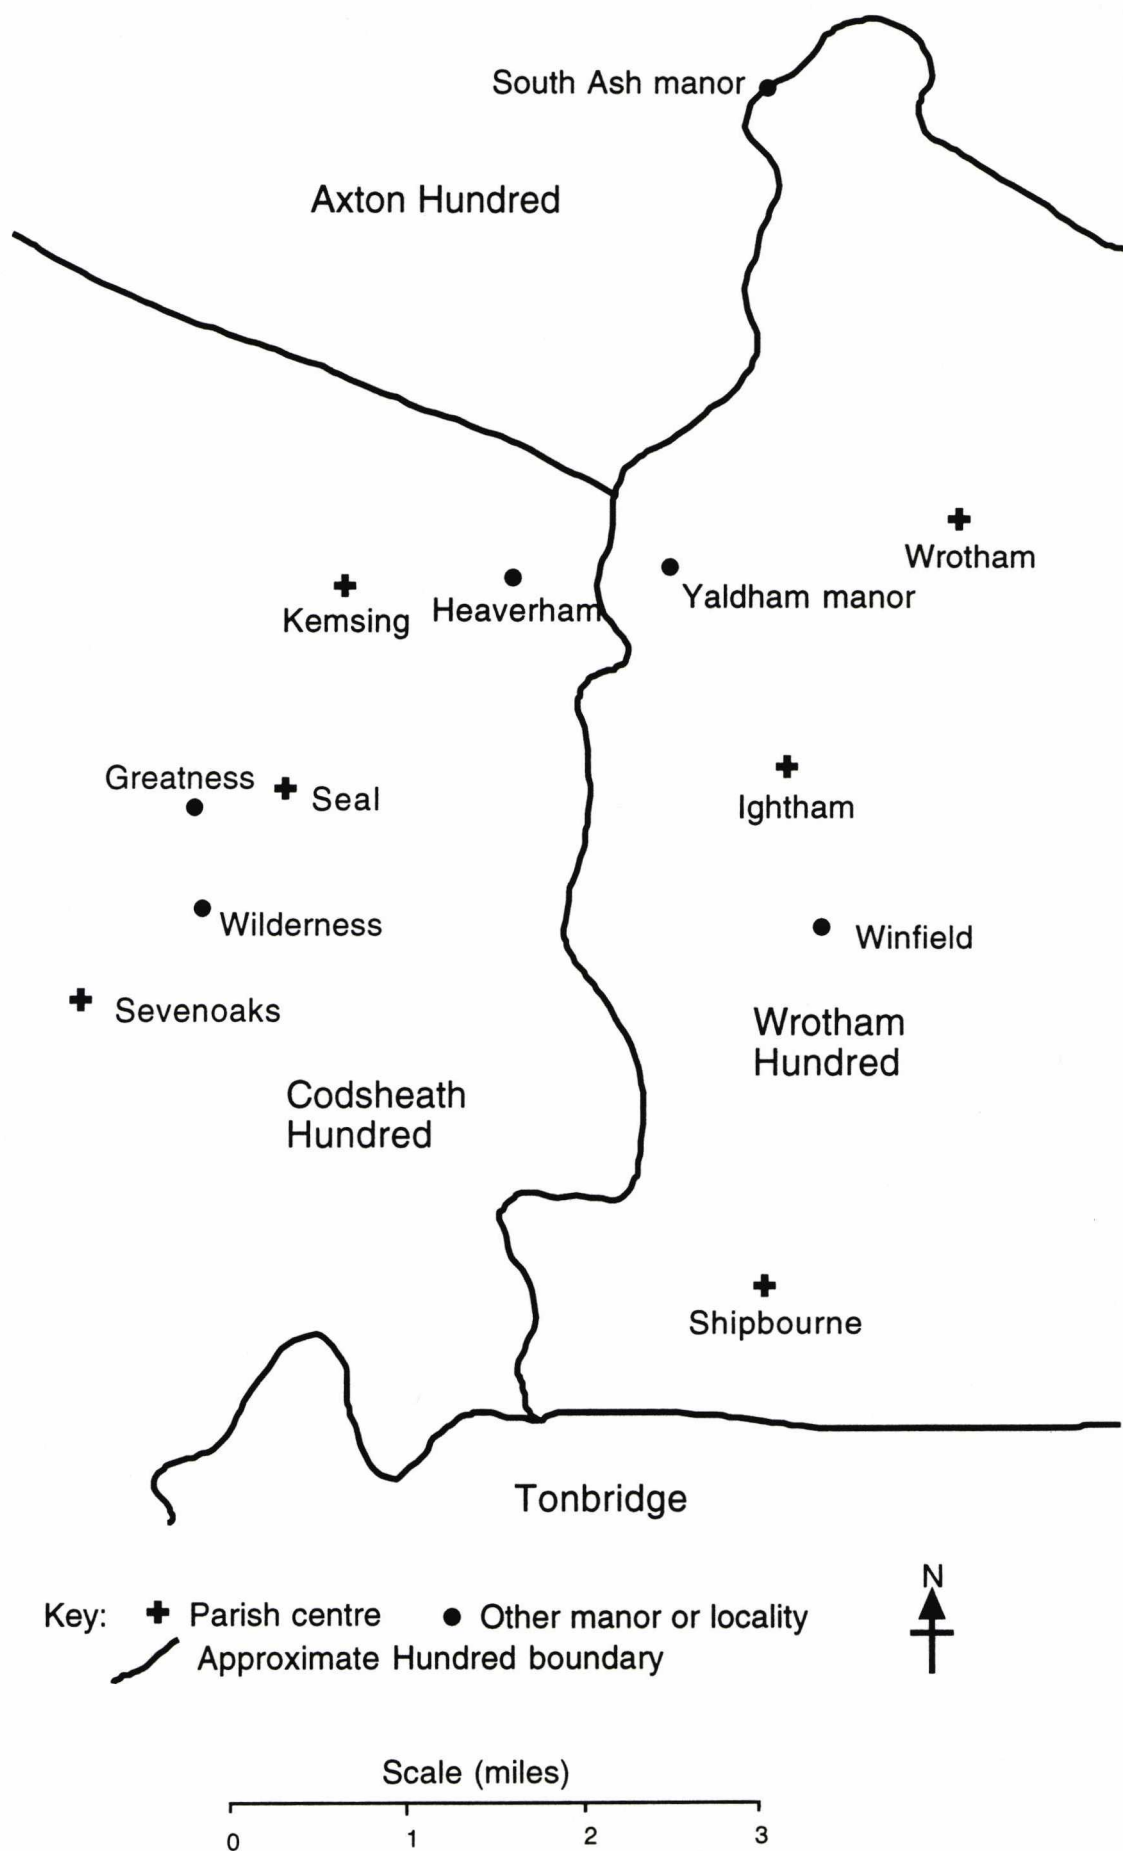 South Ash manor
Axton Hundred
Wrotham
Kemsing
Heaverham
Yaldham manor
Greatness
Seal
Ightham
Wilderness
Winfield
Sevenoaks
Wrotham
Hundred
Codsheath
Hundred
Shipbourne
Tonbridge
N
Key: Parish centre Other manor or locality
Approximate Hundred boundary
Scale (miles)
0 1 2 3